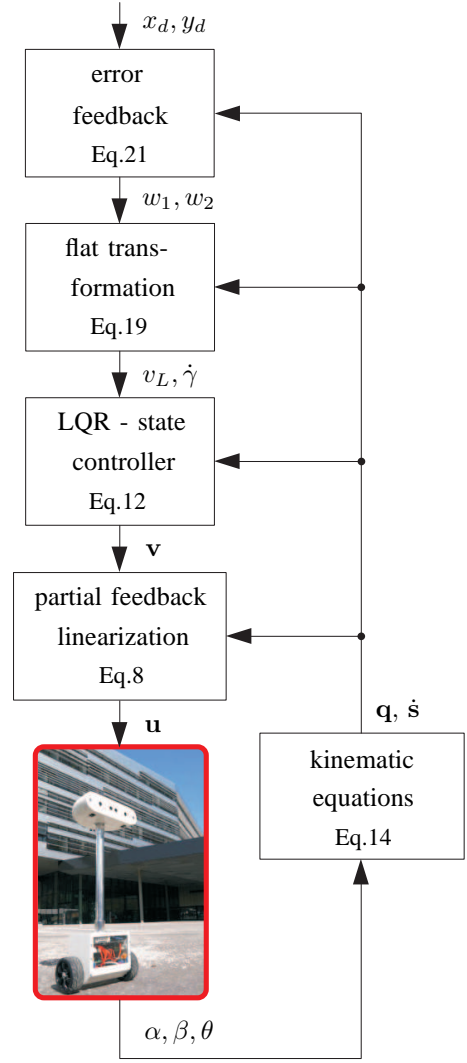 x_d, y_d
error
feedback
Eq.21
w_1, w_2
flat trans-
formation
Eq.19
v_L, γ̇
LQR - state
controller
Eq.12
v
partial feedback
linearization
Eq.8
u
q, ṡ
kinematic
equations
Eq.14
α, β, θ